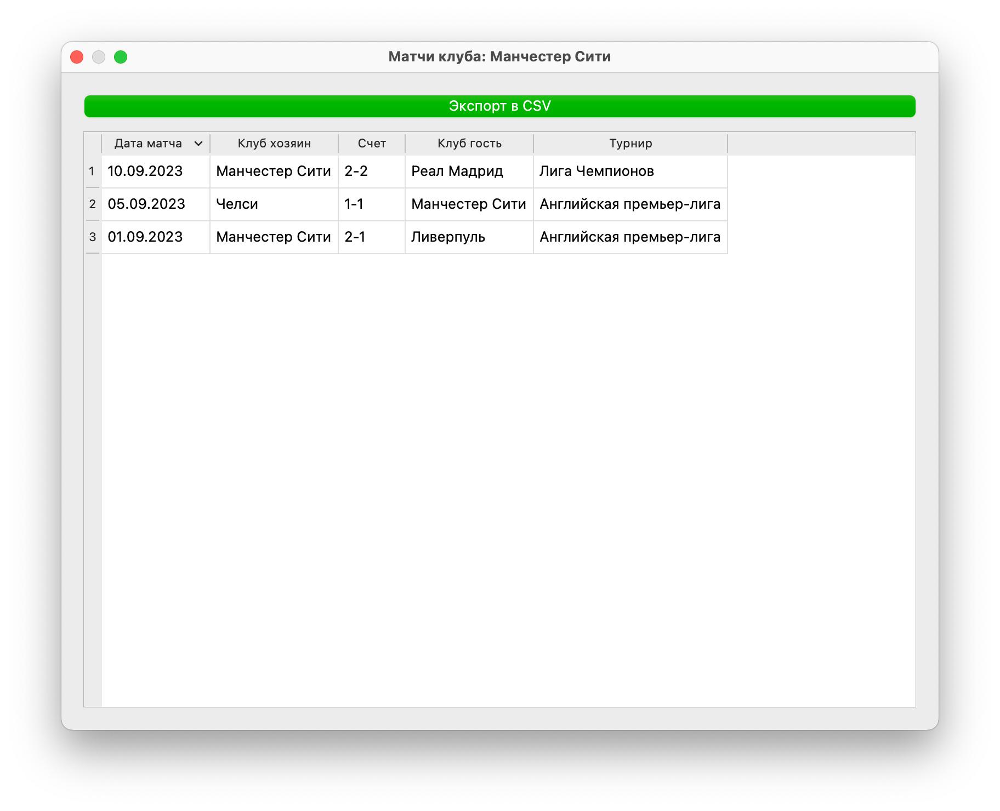 Матчи клуба: Манчестер Сити
Экспорт в CSV
Дата матча Клуб хозяин Счет Клуб гость Турнир
1 10.09.2023 Манчестер Сити 2-2 Реал Мадрид Лига Чемпионов
2 05.09.2023 Челси 1-1 Манчестер Сити Английская премьер-лига
3 01.09.2023 Манчестер Сити 2-1 Ливерпуль Английская премьер-лига